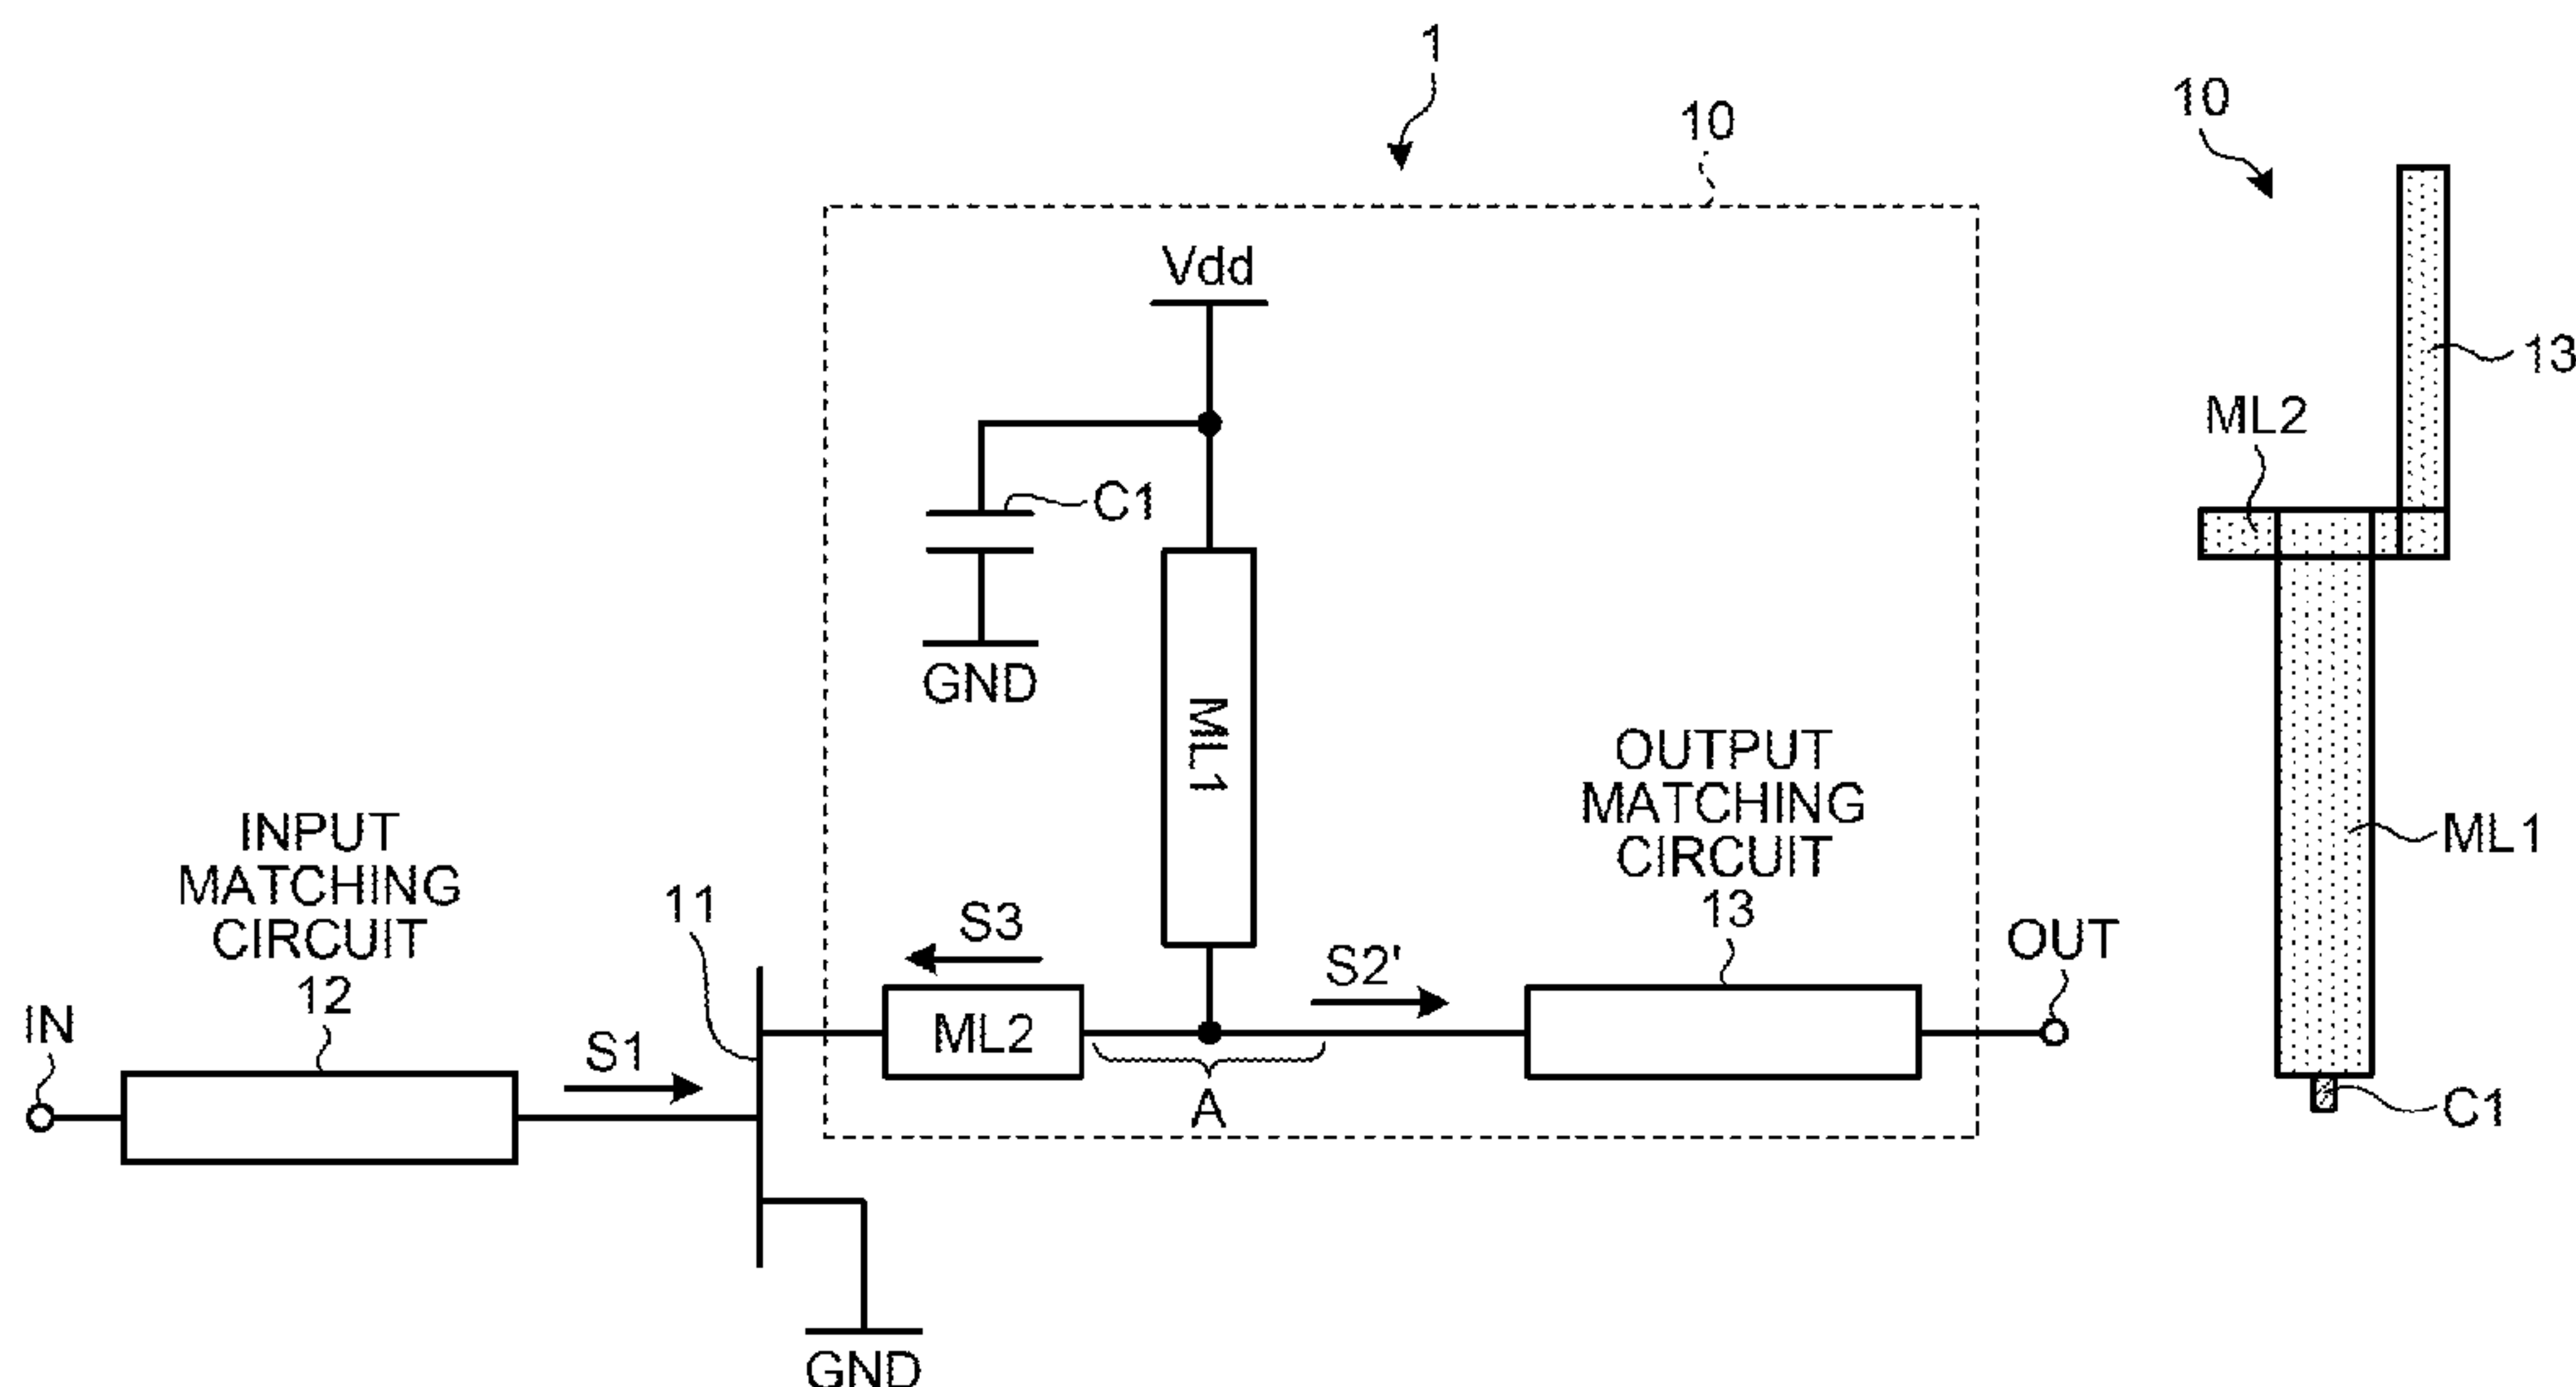 1
10
10
Vdd
13
ML2
C1
GND
ML1
OUTPUT
MATCHING
CIRCUIT
13
INPUT
MATCHING
CIRCUIT
12
ML1
11
S3
S2'
OUT
IN
S1
ML2
A
C1
GND